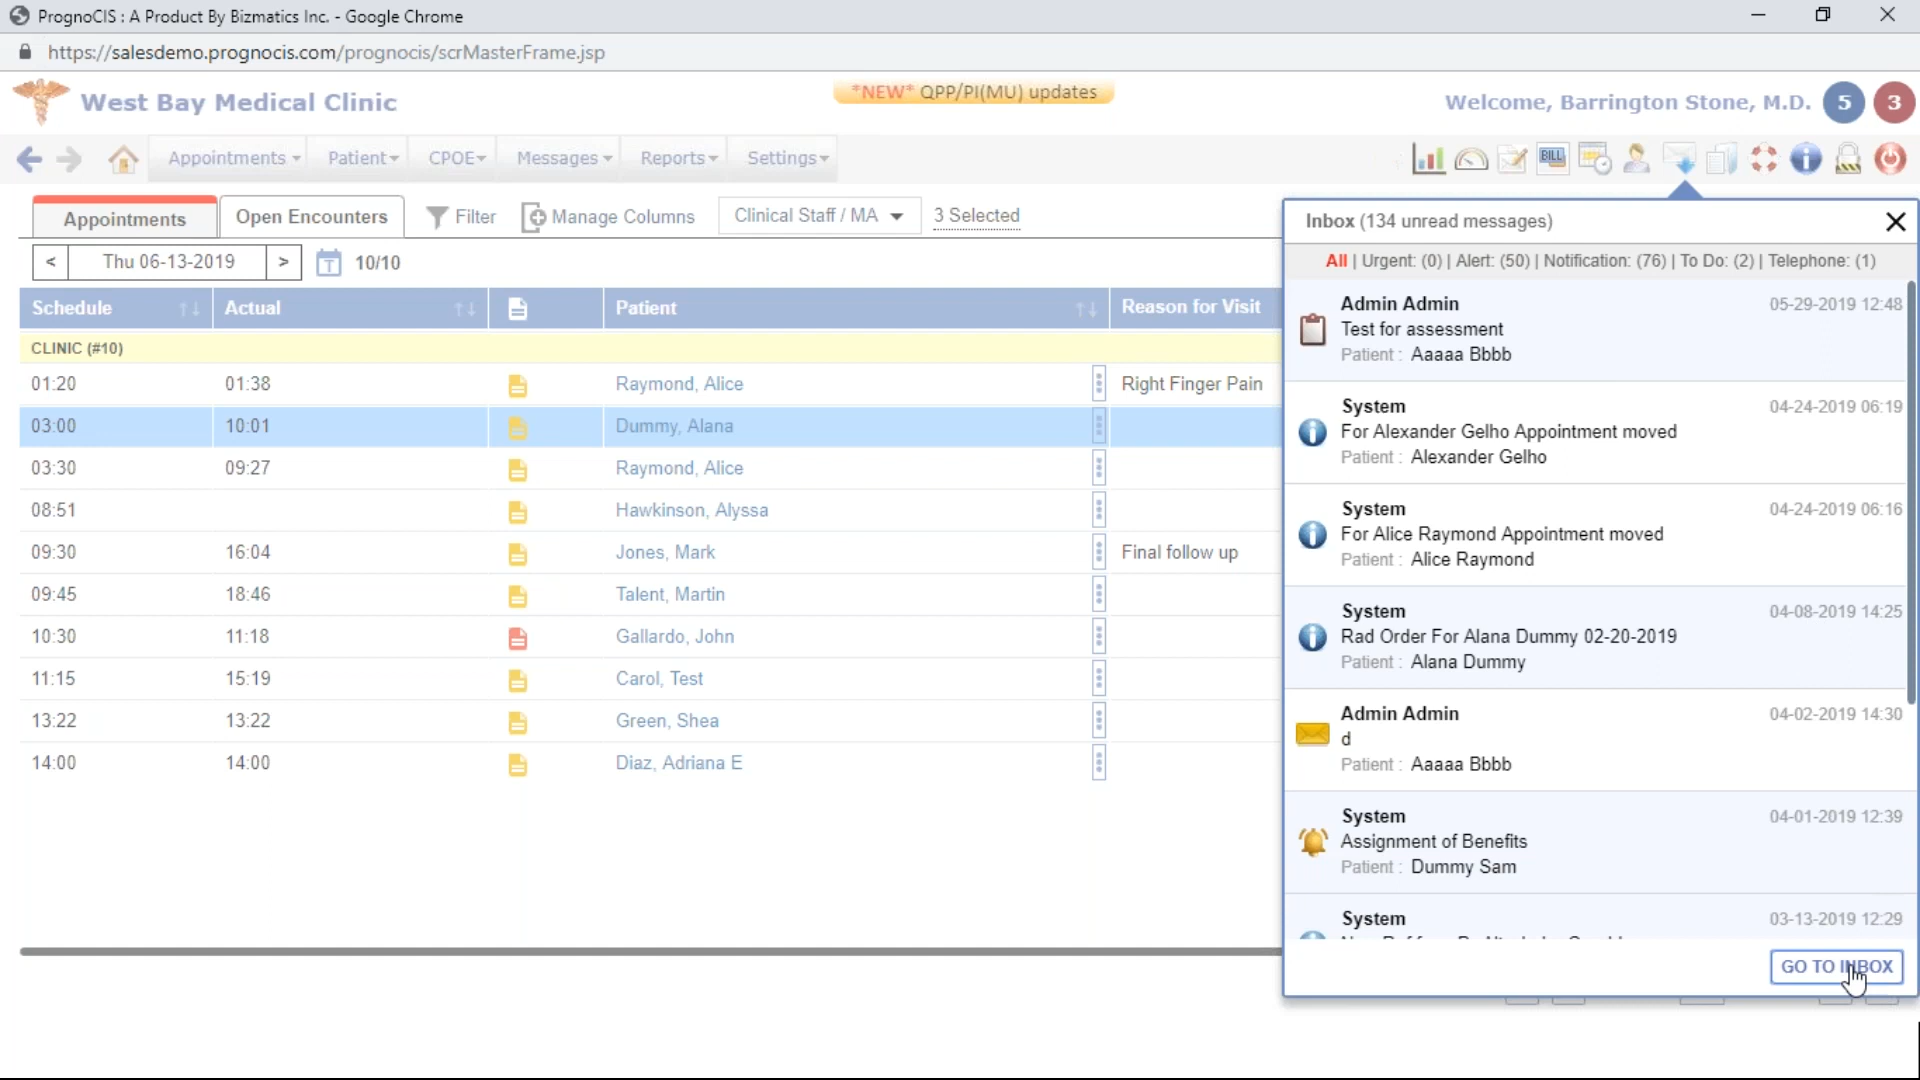 PrognoCIS : A Product By Bizmatics Inc. - Google Chrome
https://salesdemo.prognocis.com/prognocis/scrMasterFrame.jsp
West Bay Medical Clinic
*NEW* QPP/PI(MU) updates
Welcome, Barrington Stone, M.D. 5 3
Appointments Patient CPOE Messages Reports Settings
BILL
Appointments Open Encounters Filter Manage Columns Clinical Staff / MA 3 Selected
< Thu 06-13-2019 > T 10/10
Schedule Actual Patient Reason for Visit
CLINIC (#10)
01:20 01:38 Raymond, Alice Right Finger Pain
03:00 10:01 Dummy, Alana
03:30 09:27 Raymond, Alice
08:51 Hawkinson, Alyssa
09:30 16:04 Jones, Mark Final follow up
09:45 18:46 Talent, Martin
10:30 11:18 Gallardo, John
11:15 15:19 Carol, Test
13:22 13:22 Green, Shea
14:00 14:00 Diaz, Adriana E
Inbox (134 unread messages)
All | Urgent: (0) | Alert: (50) | Notification: (76) | To Do: (2) | Telephone: (1)
Admin Admin 05-29-2019 12:48
Test for assessment
Patient : Aaaaa Bbbb
System 04-24-2019 06:19
For Alexander Gelho Appointment moved
Patient : Alexander Gelho
System 04-24-2019 06:16
For Alice Raymond Appointment moved
Patient : Alice Raymond
System 04-08-2019 14:25
Rad Order For Alana Dummy 02-20-2019
Patient : Alana Dummy
Admin Admin 04-02-2019 14:30
d
Patient : Aaaaa Bbbb
System 04-01-2019 12:39
Assignment of Benefits
Patient : Dummy Sam
System 03-13-2019 12:29
GO TO INBOX